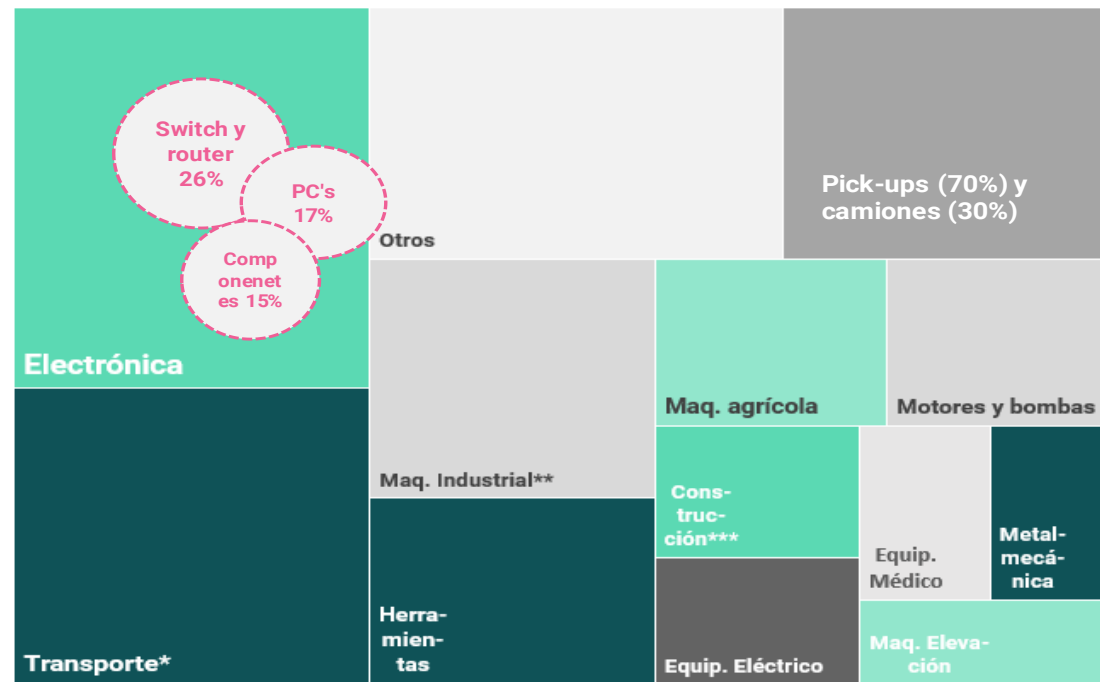 Switch y
router
26%
PC's
17%
Comp
onenet
es 15%
Electrónica
Otros
Pick-ups (70%) y
camiones (30%)
Maq. Industrial**
Maq. agrícola
Motores y bombas
Cons-
truc-
ción***
Equip.
Médico
Metal-
mecá-
nica
Transporte*
Herra-
mien-
tas
Equip. Eléctrico
Maq. Eleva-
ción